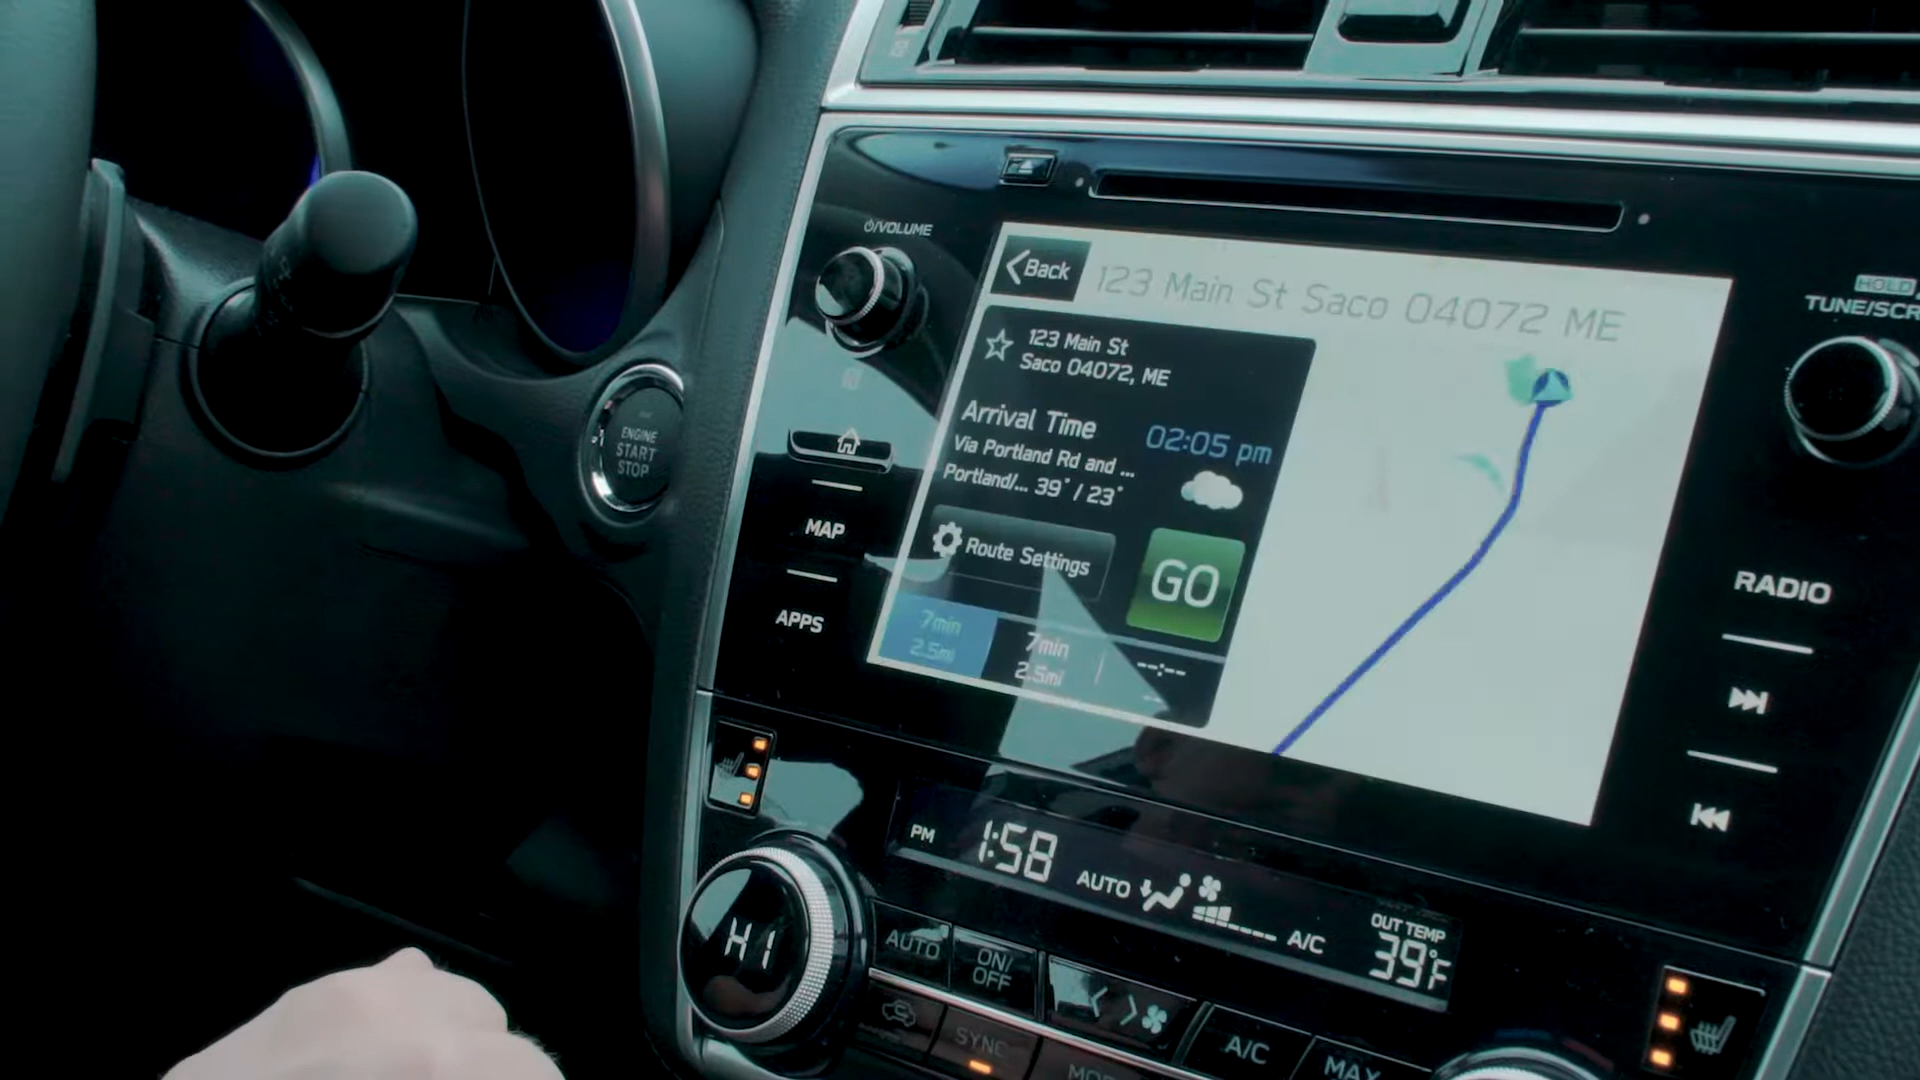 VOLUME
Back
123 Main St Saco 04072 ME
123 Main St
Saco 04072, ME
Arrival Time
02:05 pm
Via Portland Rd and ...
Portland/... 39° / 23°
Route Settings
GO
7min
2.5mi
7min
2.5mi
--:--
HOLD
TUNE/SCR
ENGINE
START
STOP
MAP
APPS
RADIO
PM 1:58
AUTO
A/C
OUT TEMP
39°F
HI
AUTO
ON/
OFF
SYNC
A/C
MAX